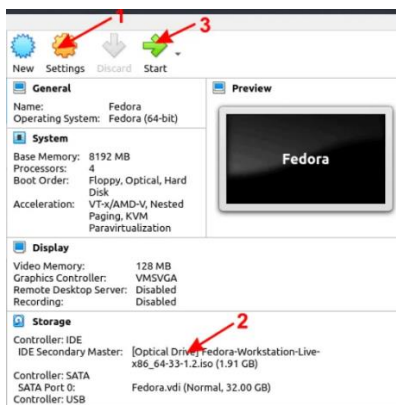 1
3
New Settings Discard Start
General
Name: Fedora
Operating System: Fedora (64-bit)
Preview
Fedora
System
Base Memory: 8192 MB
Processors: 4
Boot Order: Floppy, Optical, Hard
Disk
Acceleration: VT-x/AMD-V, Nested
Paging, KVM
Paravirtualization
Display
Video Memory: 128 MB
Graphics Controller: VMSVGA
Remote Desktop Server: Disabled
Recording: Disabled
Storage
2
Controller: IDE
IDE Secondary Master: [Optical Drive] Fedora-Workstation-Live-
x86_64-33-1.2.iso (1.91 GB)
Controller: SATA
SATA Port 0: Fedora.vdi (Normal, 32.00 GB)
Controller: USB